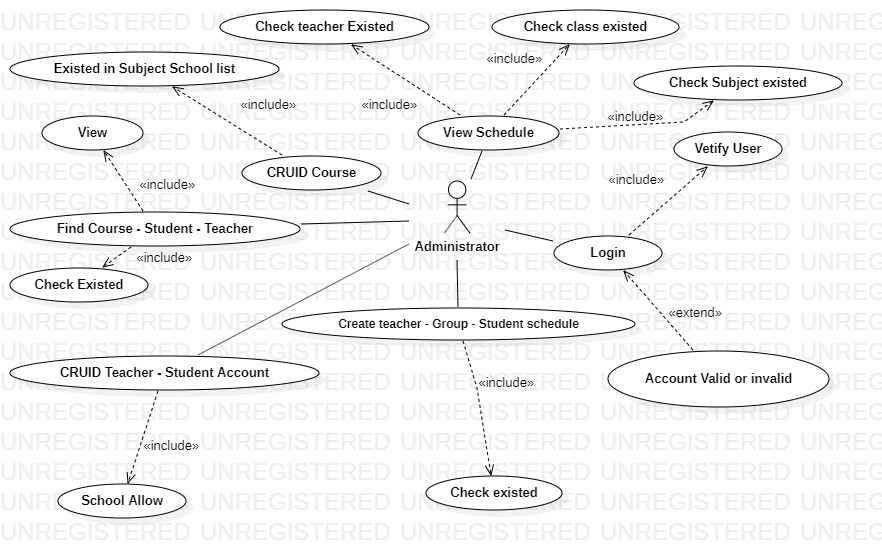 Check teacher Existed
Check class existed
Existed in Subject School list
«include»
Check Subject existed
«include»
«include»
«include»
View
View Schedule
Vetify User
CRUID Course
«include»
«include»
Find Course - Student - Teacher
Administrator
Login
«include»
Check Existed
«extend»
Create teacher - Group - Student schedule
CRUID Teacher - Student Account
«include»
Account Valid or invalid
«include»
School Allow
Check existed
UNREGISTERED